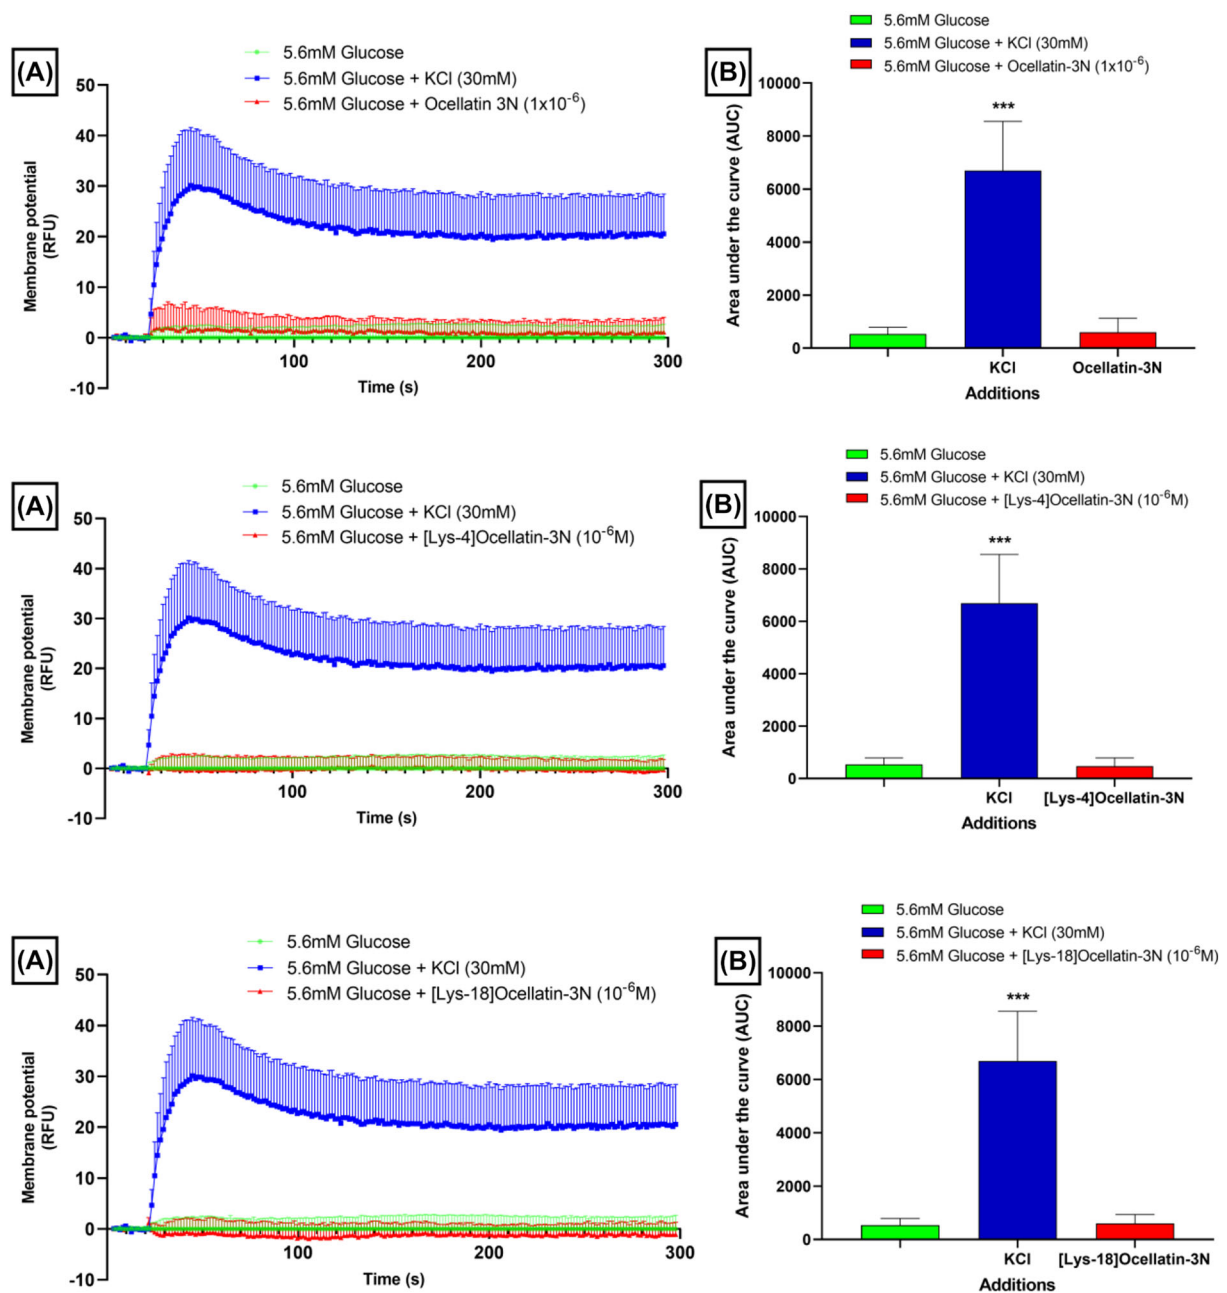 (A)
5.6mM Glucose
5.6mM Glucose + KCl (30mM)
5.6mM Glucose + Ocellatin 3N (1x10⁻⁶)
Membrane potential
(RFU)
50
40
30
20
10
0
-10
100
200
300
Time (s)
(B)
5.6mM Glucose
5.6mM Glucose + KCl (30mM)
5.6mM Glucose + Ocellatin-3N (1x10⁻⁶)
Area under the curve (AUC)
10000
8000
6000
4000
2000
0
***
KCl
Ocellatin-3N
Additions
(A)
5.6mM Glucose
5.6mM Glucose + KCl (30mM)
5.6mM Glucose + [Lys-4]Ocellatin-3N (10⁻⁶M)
Membrane potential
(RFU)
50
40
30
20
10
0
-10
100
200
300
Time (s)
(B)
5.6mM Glucose
5.6mM Glucose + KCl (30mM)
5.6mM Glucose + [Lys-4]Ocellatin-3N (10⁻⁶M)
Area under the curve (AUC)
10000
8000
6000
4000
2000
0
***
KCl
[Lys-4]Ocellatin-3N
Additions
(A)
5.6mM Glucose
5.6mM Glucose + KCl (30mM)
5.6mM Glucose + [Lys-18]Ocellatin-3N (10⁻⁶M)
Membrane potential
(RFU)
50
40
30
20
10
0
-10
100
200
300
Time (s)
(B)
5.6mM Glucose
5.6mM Glucose + KCl (30mM)
5.6mM Glucose + [Lys-18]Ocellatin-3N (10⁻⁶M)
Area under the curve (AUC)
10000
8000
6000
4000
2000
0
***
KCl
[Lys-18]Ocellatin-3N
Additions